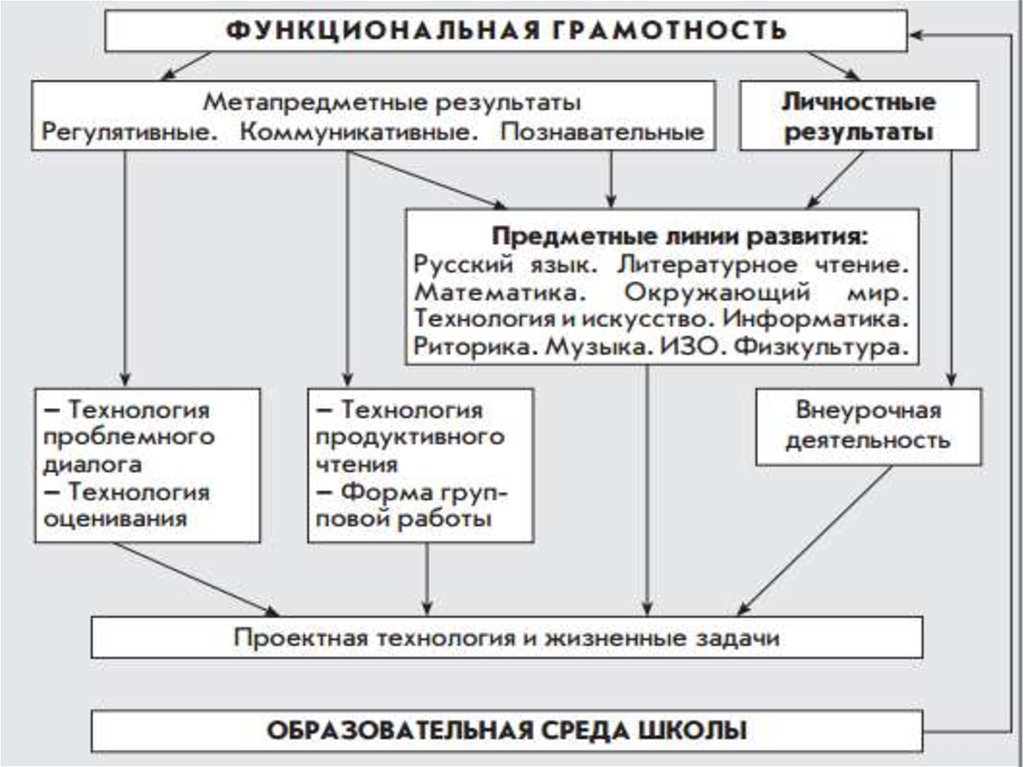 ФУНКЦИОНАЛЬНАЯ ГРАМОТНОСТЬ
Метапредметные результаты
Регулятивные. Коммуникативные. Познавательные
Личностные
результаты
Предметные линии развития:
Русский язык. Литературное чтение.
Математика. Окружающий мир.
Технология и искусство. Информатика.
Риторика. Музыка. ИЗО. Физкультура.
– Технология
проблемного
диалога
– Технология
оценивания
– Технология
продуктивного
чтения
– Форма груп-
повой работы
Внеурочная
деятельность
Проектная технология и жизненные задачи
ОБРАЗОВАТЕЛЬНАЯ СРЕДА ШКОЛЫ